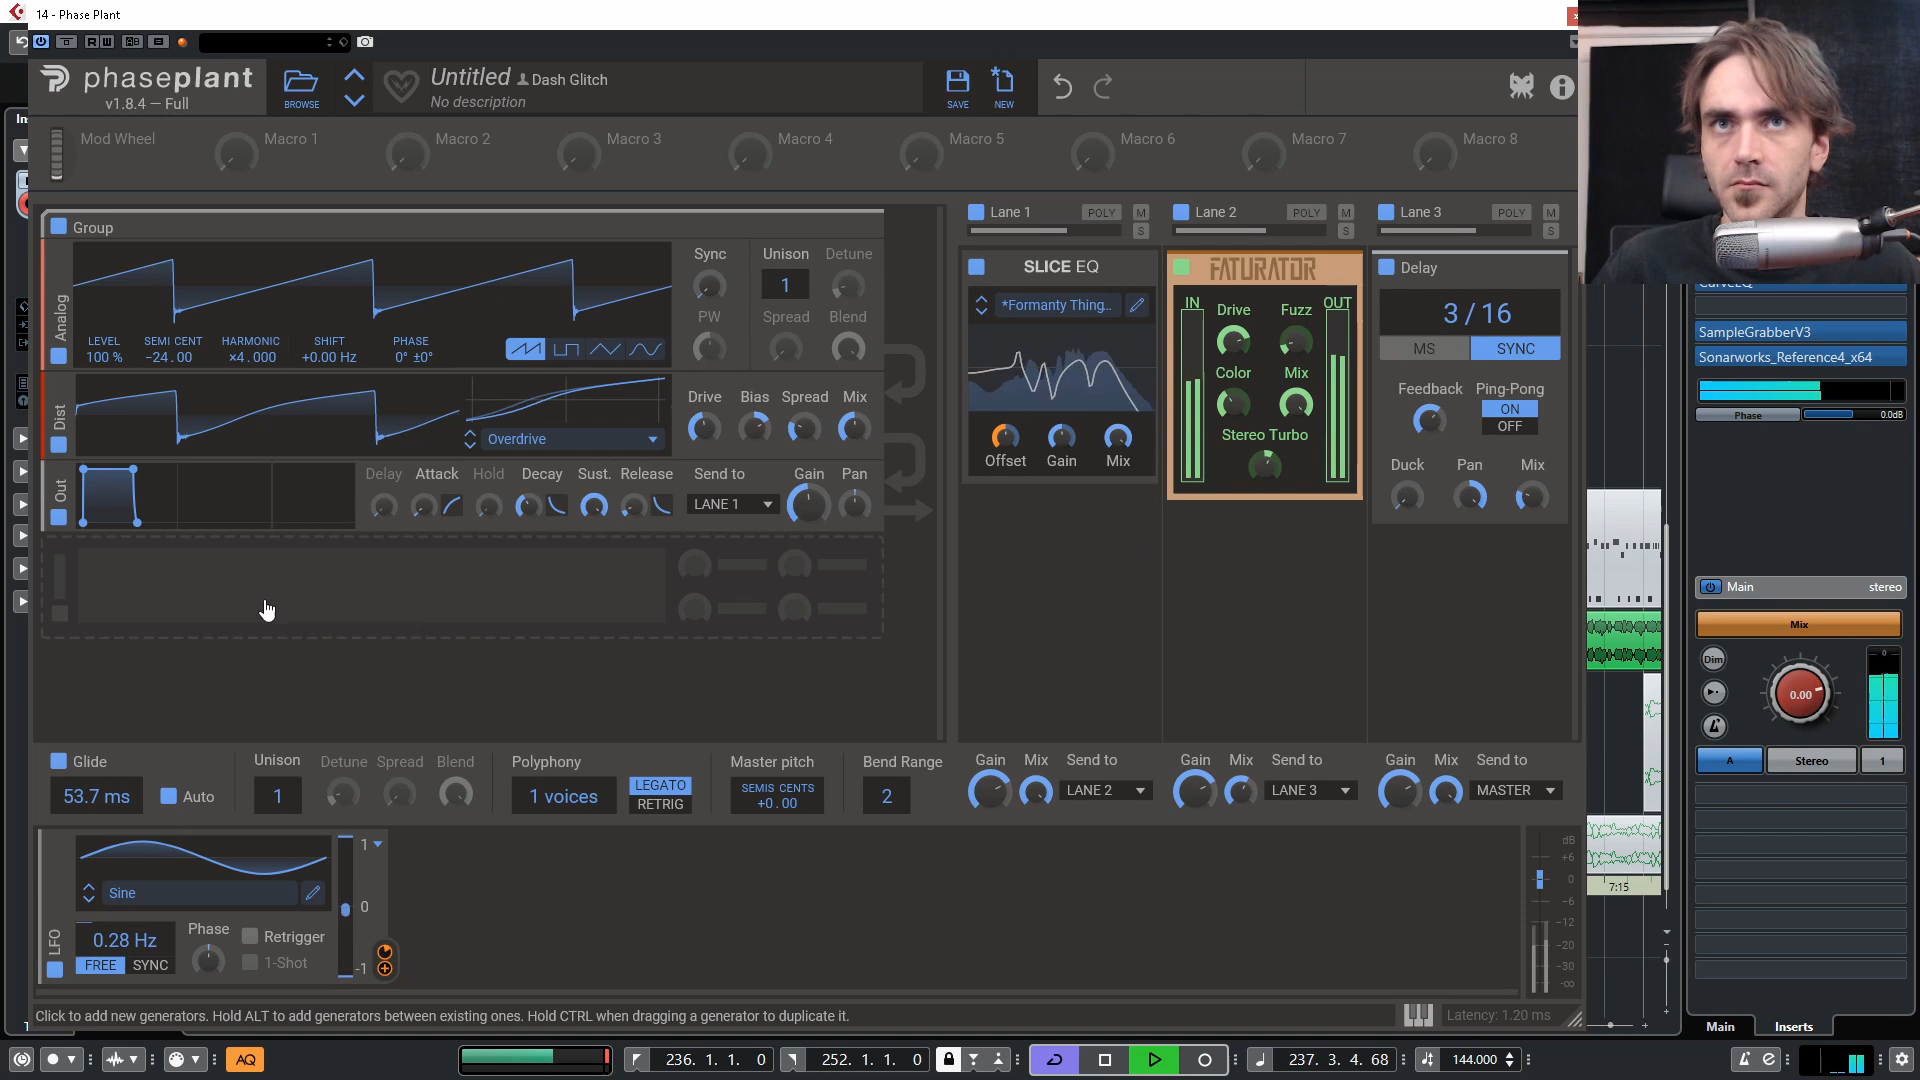 14 - Phase Plant
R W
phaseplant
v1.8.4 — Full
BROWSE
Untitled Dash Glitch
No description
SAVE
NEW
Mod Wheel
Macro 1
Macro 2
Macro 3
Macro 4
Macro 5
Macro 6
Macro 7
Macro 8
Group
Analog
LEVEL
100 %
SEMI CENT
-24.00
HARMONIC
×4.000
SHIFT
+0.00 Hz
PHASE
0° ±0°
Sync
Unison
Detune
1
PW
Spread
Blend
Dist
Overdrive
Drive
Bias
Spread
Mix
Out
Delay
Attack
Hold
Decay
Sust.
Release
Send to
LANE 1
Gain
Pan
Lane 1
POLY
M
S
Lane 2
POLY
M
S
Lane 3
POLY
M
S
SLICE EQ
*Formanty Thing...
Offset
Gain
Mix
FATURATOR
IN
OUT
Drive
Fuzz
Color
Mix
Stereo Turbo
Delay
3 / 16
MS
SYNC
Feedback
Ping-Pong
ON
OFF
Duck
Pan
Mix
CurveEQ
SampleGrabberV3
Sonarworks_Reference4_x64
Phase
0.0dB
Main
stereo
Mix
Dim
0.00
0
A
Stereo
1
7:15
Main
Inserts
Glide
53.7 ms
Auto
Unison
1
Detune
Spread
Blend
Polyphony
1 voices
LEGATO
RETRIG
Master pitch
SEMIS CENTS
+0.00
Bend Range
2
Gain
Mix
Send to
LANE 2
Gain
Mix
Send to
LANE 3
Gain
Mix
Send to
MASTER
LFO
Sine
0.28 Hz
FREE
SYNC
Phase
Retrigger
1-Shot
1
0
-1
dB
+6
0
-6
-12
-20
-30
-∞
Click to add new generators. Hold ALT to add generators between existing ones. Hold CTRL when dragging a generator to duplicate it.
Latency: 1.20 ms
AQ
236. 1. 1. 0
252. 1. 1. 0
237. 3. 4. 68
144.000